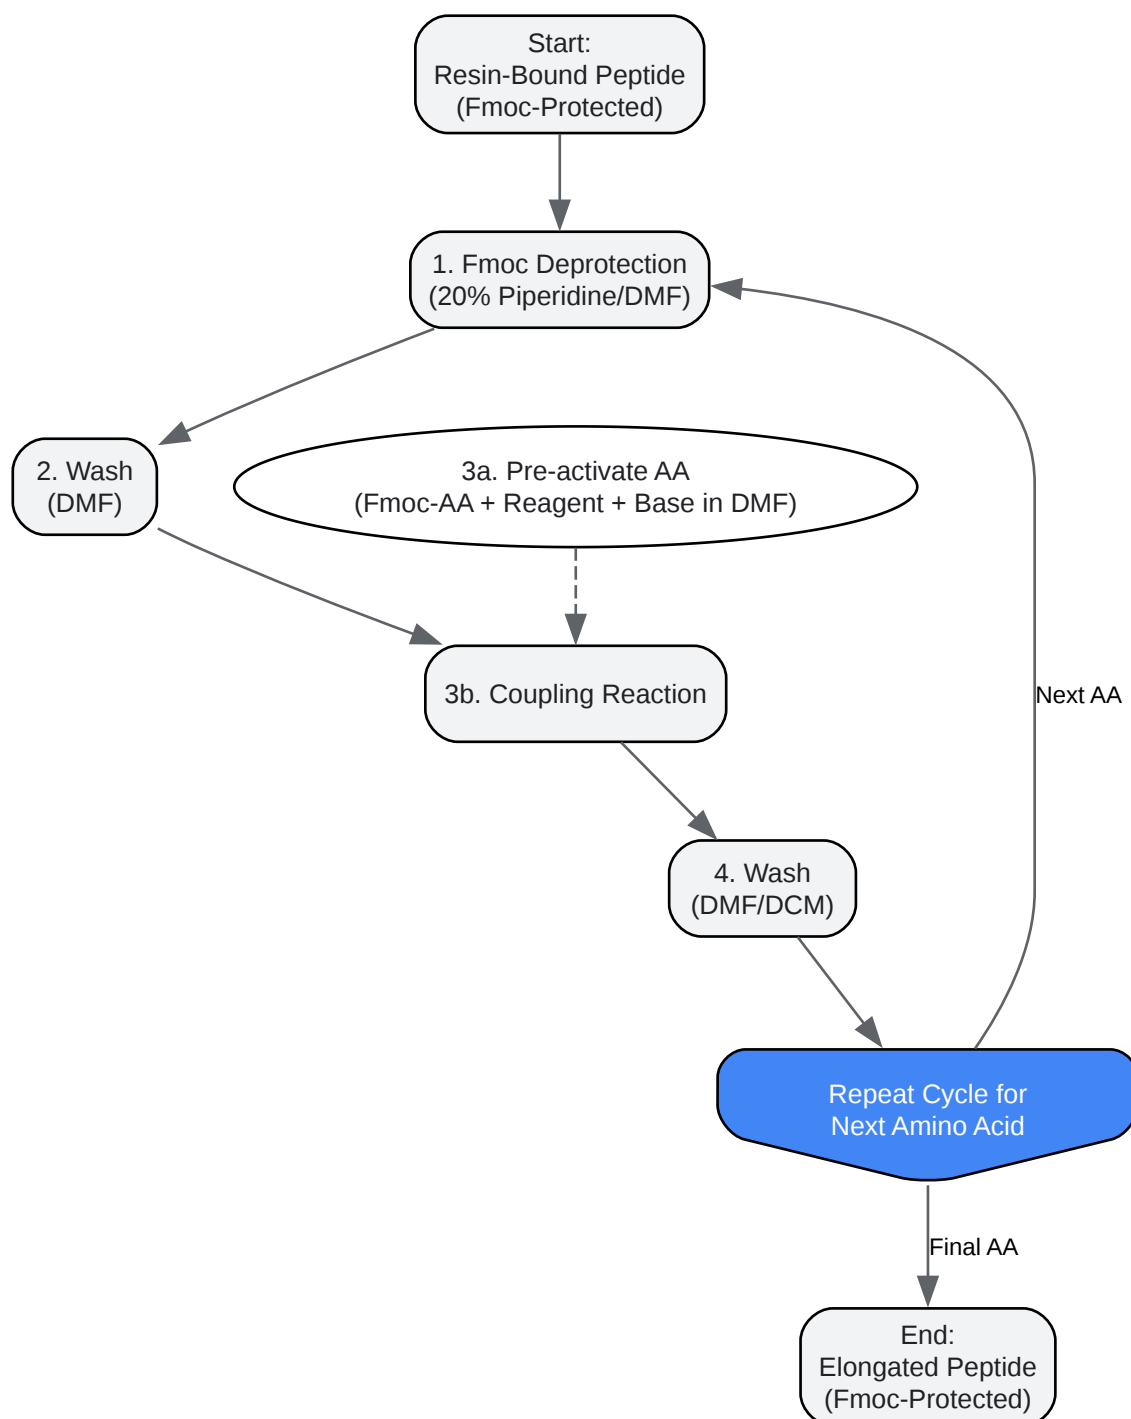 Start:
Resin-Bound Peptide
(Fmoc-Protected)
1. Fmoc Deprotection
(20% Piperidine/DMF)
2. Wash
(DMF)
3a. Pre-activate AA
(Fmoc-AA + Reagent + Base in DMF)
3b. Coupling Reaction
Next AA
4. Wash
(DMF/DCM)
Repeat Cycle for
Next Amino Acid
Final AA
End:
Elongated Peptide
(Fmoc-Protected)